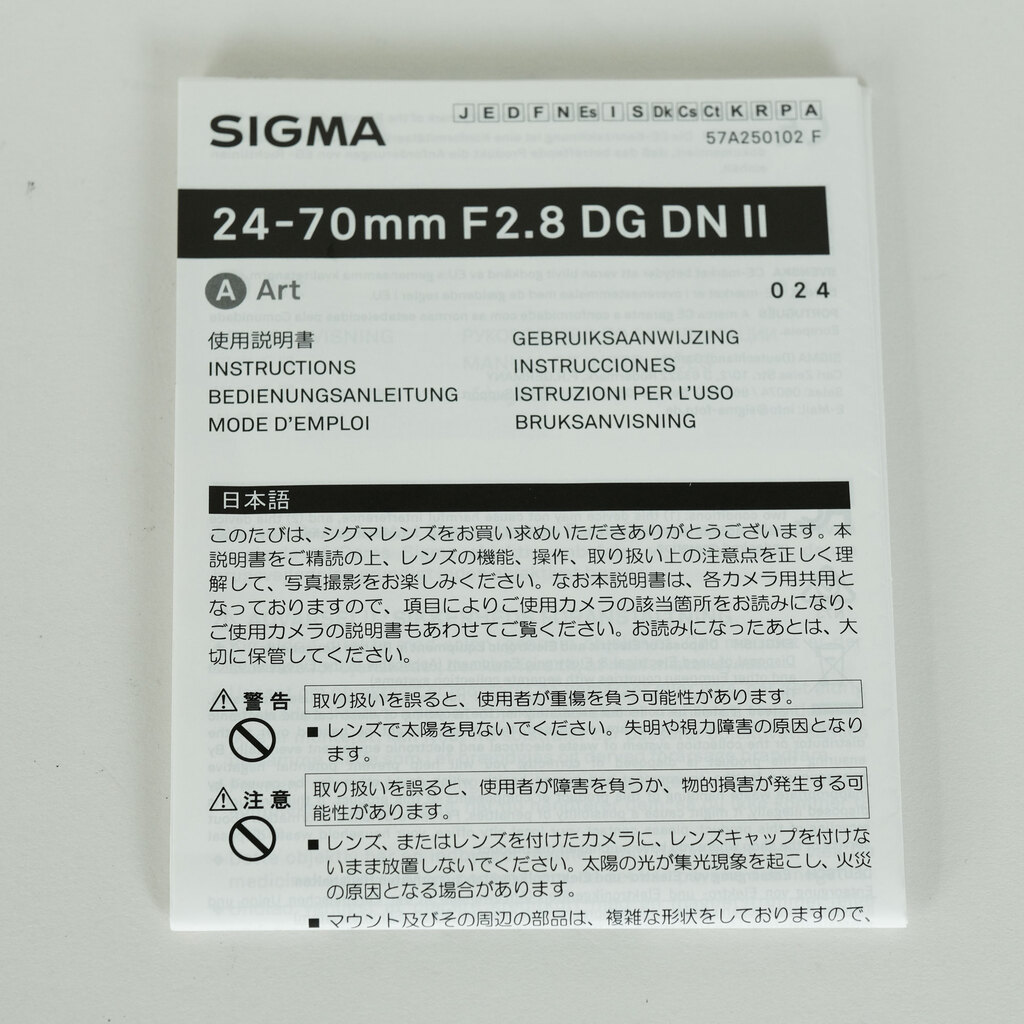 SIGMA
J E D F N Es I S Dk Cs Ct K R P A
57A250102 F
24-70mm F2.8 DG DN II
A Art
024
使用説明書
INSTRUCTIONS
BEDIENUNGSANLEITUNG
MODE D'EMPLOI
GEBRUIKSAANWIJZING
INSTRUCCIONES
ISTRUZIONI PER L'USO
BRUKSANVISNING
日本語
このたびは、シグマレンズをお買い求めいただきありがとうございます。本
説明書をご精読の上、レンズの機能、操作、取り扱い上の注意点を正しく理
解して、写真撮影をお楽しみください。なお本説明書は、各カメラ用共用と
なっておりますので、項目によりご使用カメラの該当箇所をお読みになり、
ご使用カメラの説明書もあわせてご覧ください。お読みになったあとは、大
切に保管してください。
警告
取り扱いを誤ると、使用者が重傷を負う可能性があります。
■ レンズで太陽を見ないでください。失明や視力障害の原因となり
ます。
注意
取り扱いを誤ると、使用者が障害を負うか、物的損害が発生する可
能性があります。
■ レンズ、またはレンズを付けたカメラに、レンズキャップを付けな
いまま放置しないでください。太陽の光が集光現象を起こし、火災
の原因となる場合があります。
■ マウント及びその周辺の部品は、複雑な形状をしておりますので、